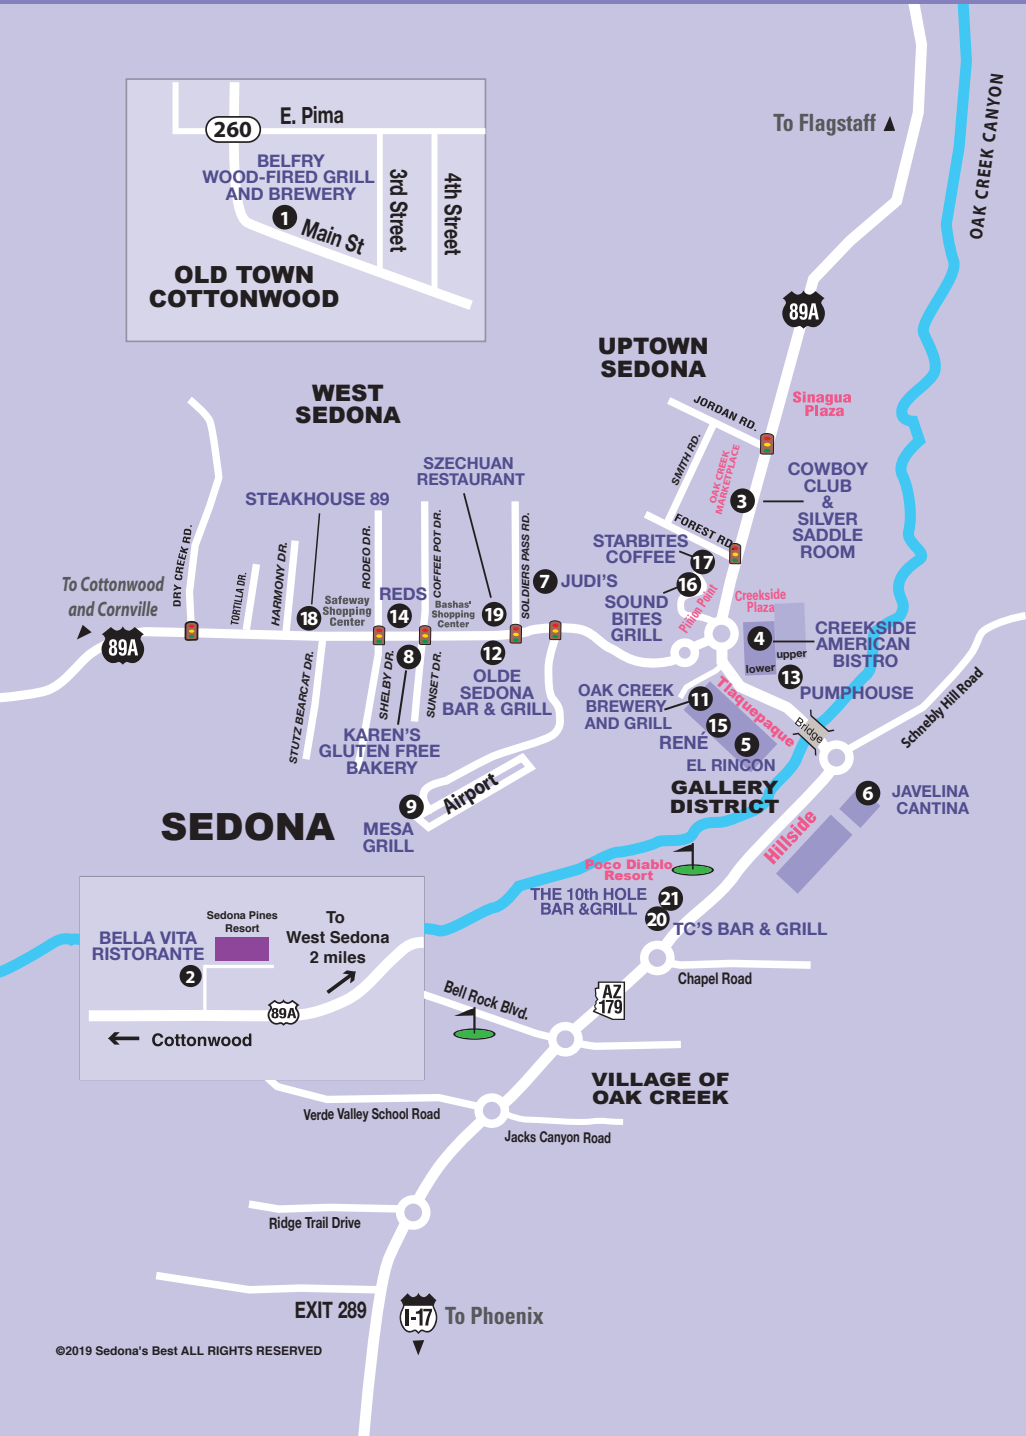 To Flagstaff
OAK CREEK CANYON
260
E. Pima
BELFRY
WOOD-FIRED GRILL
AND BREWERY
1
Main St
3rd Street
4th Street
OLD TOWN
COTTONWOOD
89A
UPTOWN
SEDONA
Sinagua
Plaza
JORDAN RD.
SMITH RD.
OAK CREEK
MARKETPLACE
3
COWBOY
CLUB
&
SILVER
SADDLE
ROOM
FOREST RD.
WEST
SEDONA
SZECHUAN
RESTAURANT
STEAKHOUSE 89
STARBITES
COFFEE
17
16
SOUND
BITES
GRILL
Piñon Point
Creekside
Plaza
4
upper
lower
CREEKSIDE
AMERICAN
BISTRO
13
PUMPHOUSE
To Cottonwood
and Cornville
89A
DRY CREEK RD.
TORTILLA DR.
HARMONY DR.
18
Safeway
Shopping
Center
RODEO DR.
REDS
14
COFFEE POT DR.
Bashas'
Shopping
Center
19
SOLDIERS PASS RD.
7
JUDI'S
STUTZ BEARCAT DR.
SHELBY DR.
8
SUNSET DR.
12
OLDE
SEDONA
BAR & GRILL
KAREN'S
GLUTEN FREE
BAKERY
OAK CREEK
BREWERY
AND GRILL
11
Tlaquepaque
15
RENÉ
5
EL RINCON
Bridge
Schnebly Hill Road
GALLERY
DISTRICT
9
Airport
MESA
GRILL
SEDONA
6
JAVELINA
CANTINA
Hillside
Poco Diablo
Resort
THE 10th HOLE
BAR &GRILL
21
20
TC'S BAR & GRILL
Sedona Pines
Resort
BELLA VITA
RISTORANTE
2
To
West Sedona
2 miles
89A
Cottonwood
Chapel Road
AZ
179
Bell Rock Blvd.
VILLAGE OF
OAK CREEK
Verde Valley School Road
Jacks Canyon Road
Ridge Trail Drive
EXIT 289
I-17
To Phoenix
©2019 Sedona's Best ALL RIGHTS RESERVED